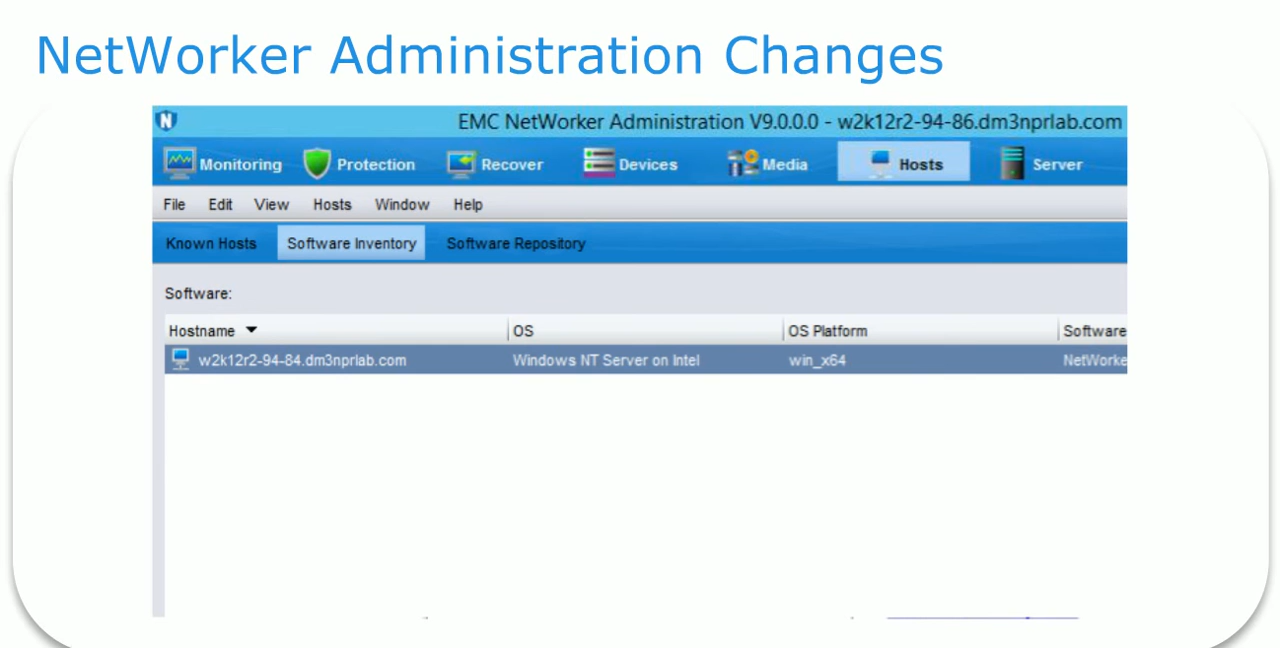 NetWorker Administration Changes
N EMC NetWorker Administration V9.0.0.0 - w2k12r2-94-86.dm3nprlab.com
Monitoring Protection Recover Devices Media Hosts Server
File Edit View Hosts Window Help
Known Hosts Software Inventory Software Repository
Software:
Hostname OS OS Platform Software
w2k12r2-94-84.dm3nprlab.com Windows NT Server on Intel win_x64 NetWorke